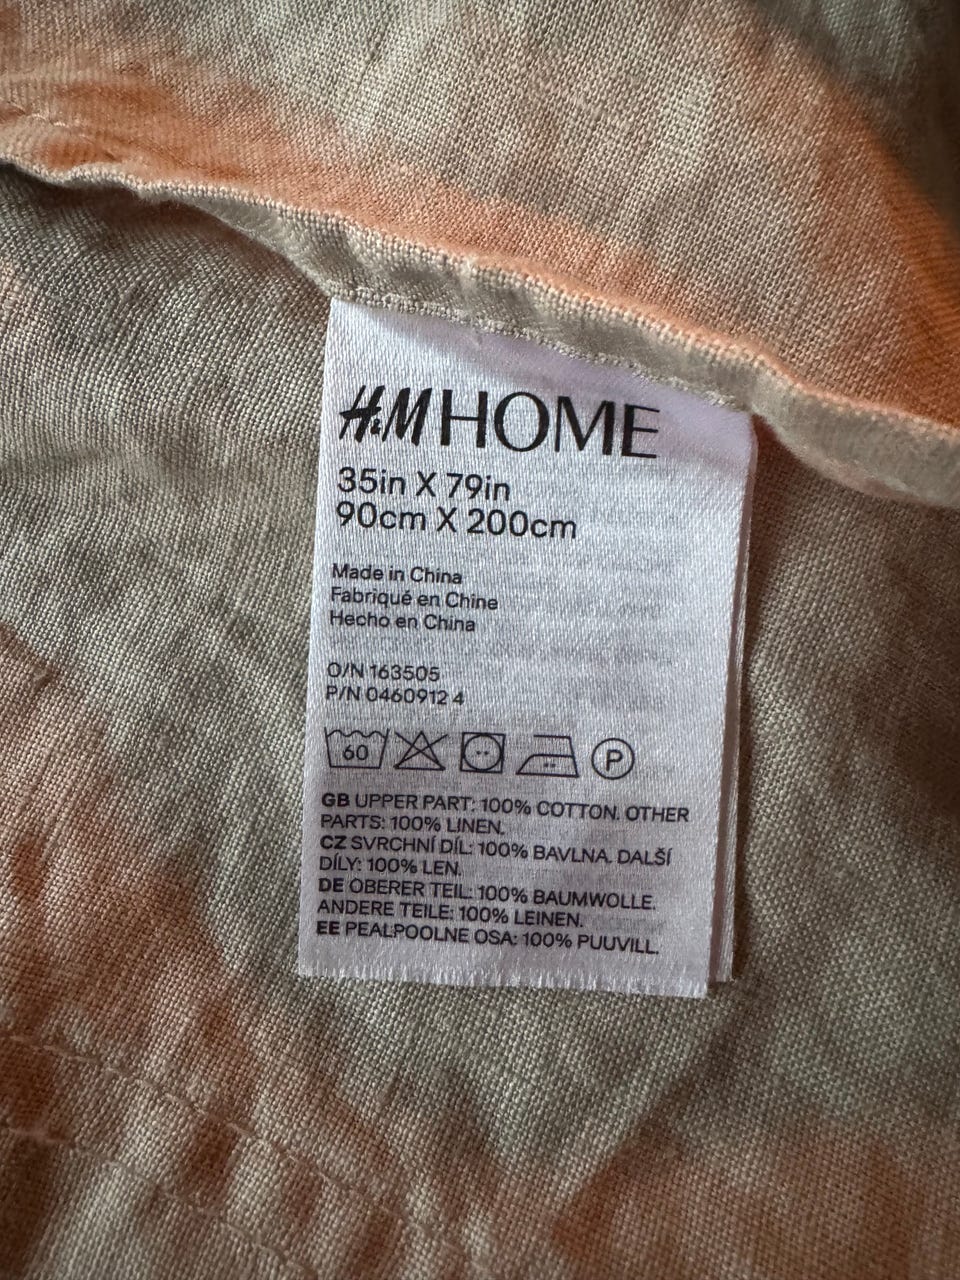 H&M HOME
35in X 79in
90cm X 200cm
Made in China
Fabriqué en Chine
Hecho en China
O/N 163505
P/N 0460912 4
60 P
GB UPPER PART: 100% COTTON. OTHER
PARTS: 100% LINEN.
CZ SVRCHNÍ DÍL: 100% BAVLNA. DALŠÍ
DÍLY: 100% LEN.
DE OBERER TEIL: 100% BAUMWOLLE.
ANDERE TEILE: 100% LEINEN.
EE PEALPOOLNE OSA: 100% PUUVILL.